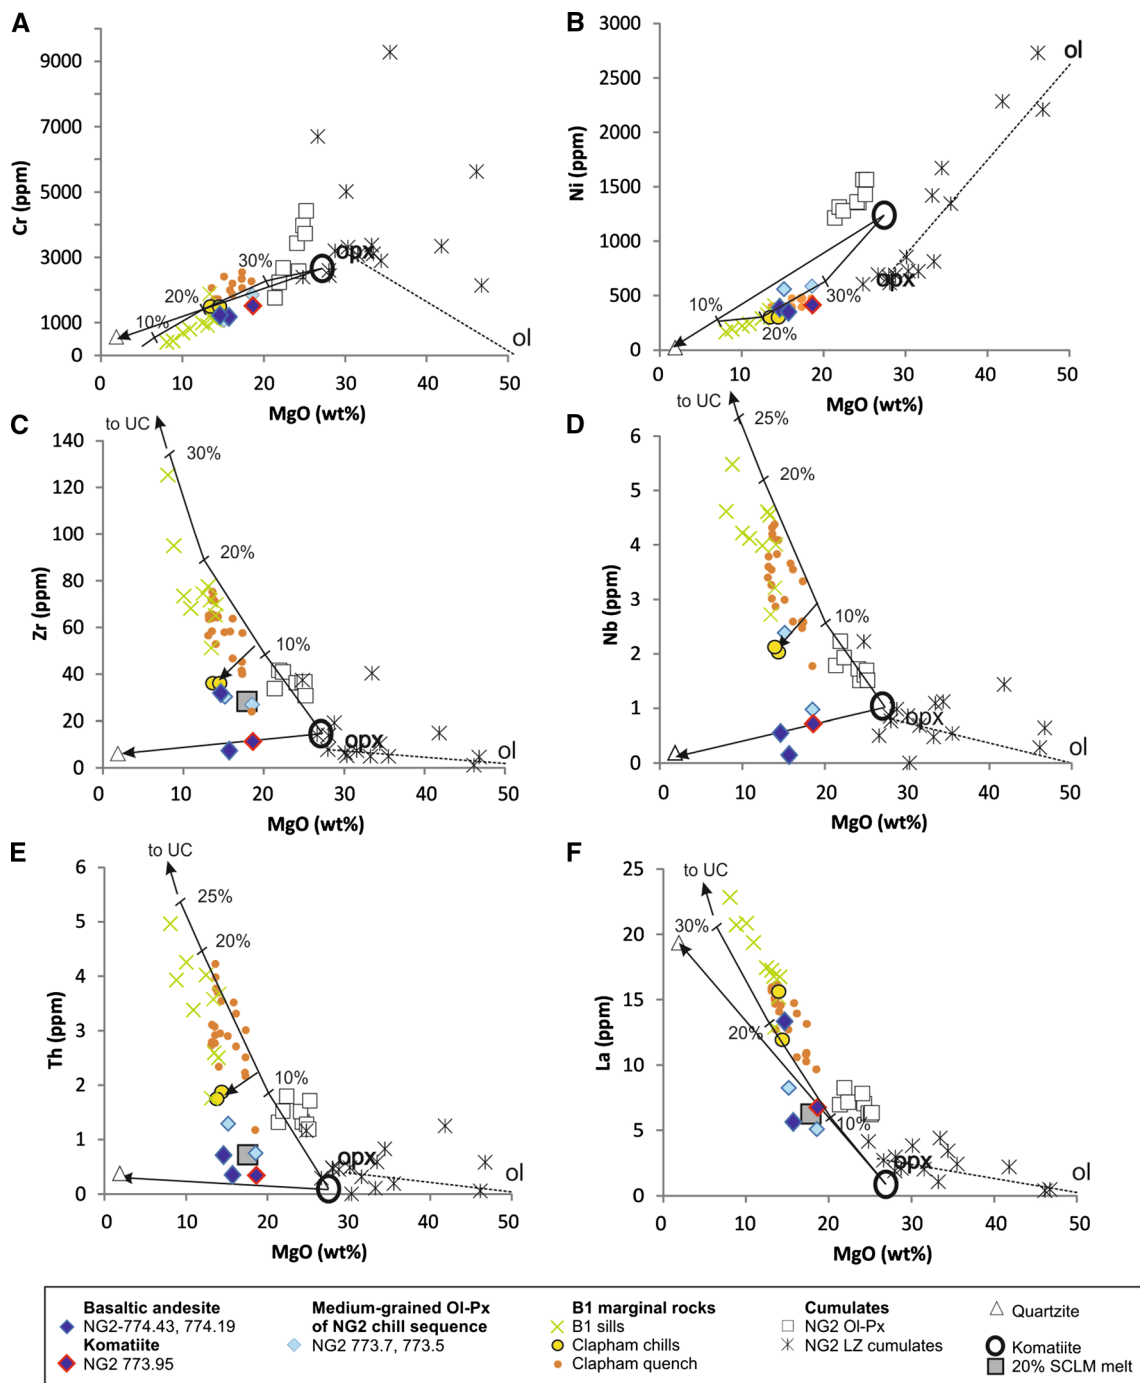 A
B
Cr (ppm)
9000
7000
5000
3000
1000
0
opx
30%
20%
10%
ol
0 10 20 30 40 50
MgO (wt%)
Ni (ppm)
3000
2500
2000
1500
1000
500
0
ol
opx
10%
20%
30%
0 10 20 30 40 50
MgO (wt%)
C
D
Zr (ppm)
140
120
100
80
60
40
20
0
to UC
30%
20%
10%
opx
ol
0 10 20 30 40 50
MgO (wt%)
Nb (ppm)
6
5
4
3
2
1
0
to UC
25%
20%
10%
opx
ol
0 10 20 30 40 50
MgO (wt%)
E
F
Th (ppm)
6
5
4
3
2
1
0
to UC
25%
20%
10%
opx
ol
0 10 20 30 40 50
MgO (wt%)
La (ppm)
25
20
15
10
5
0
to UC
30%
20%
10%
opx
ol
0 10 20 30 40 50
MgO (wt%)
Basaltic andesite
NG2-774.43, 774.19
Komatiite
NG2 773.95
Medium-grained Ol-Px
of NG2 chill sequence
NG2 773.7, 773.5
B1 marginal rocks
B1 sills
Clapham chills
Clapham quench
Cumulates
NG2 Ol-Px
NG2 LZ cumulates
Quartzite
Komatiite
20% SCLM melt